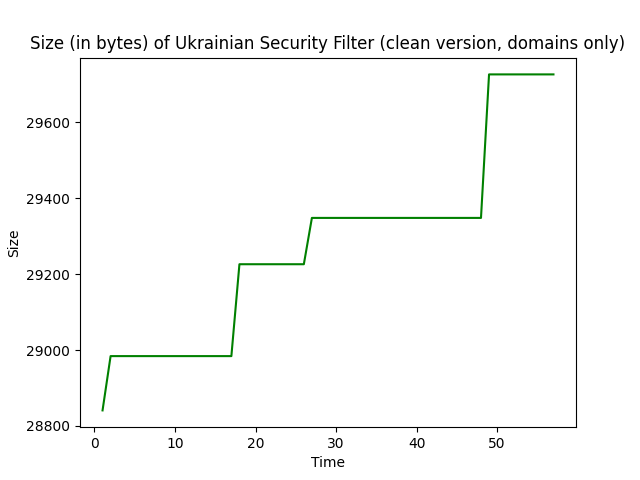 Size (in bytes) of Ukrainian Security Filter (clean version, domains only)
29600
29400
29200
29000
28800
Size
0 10 20 30 40 50
Time